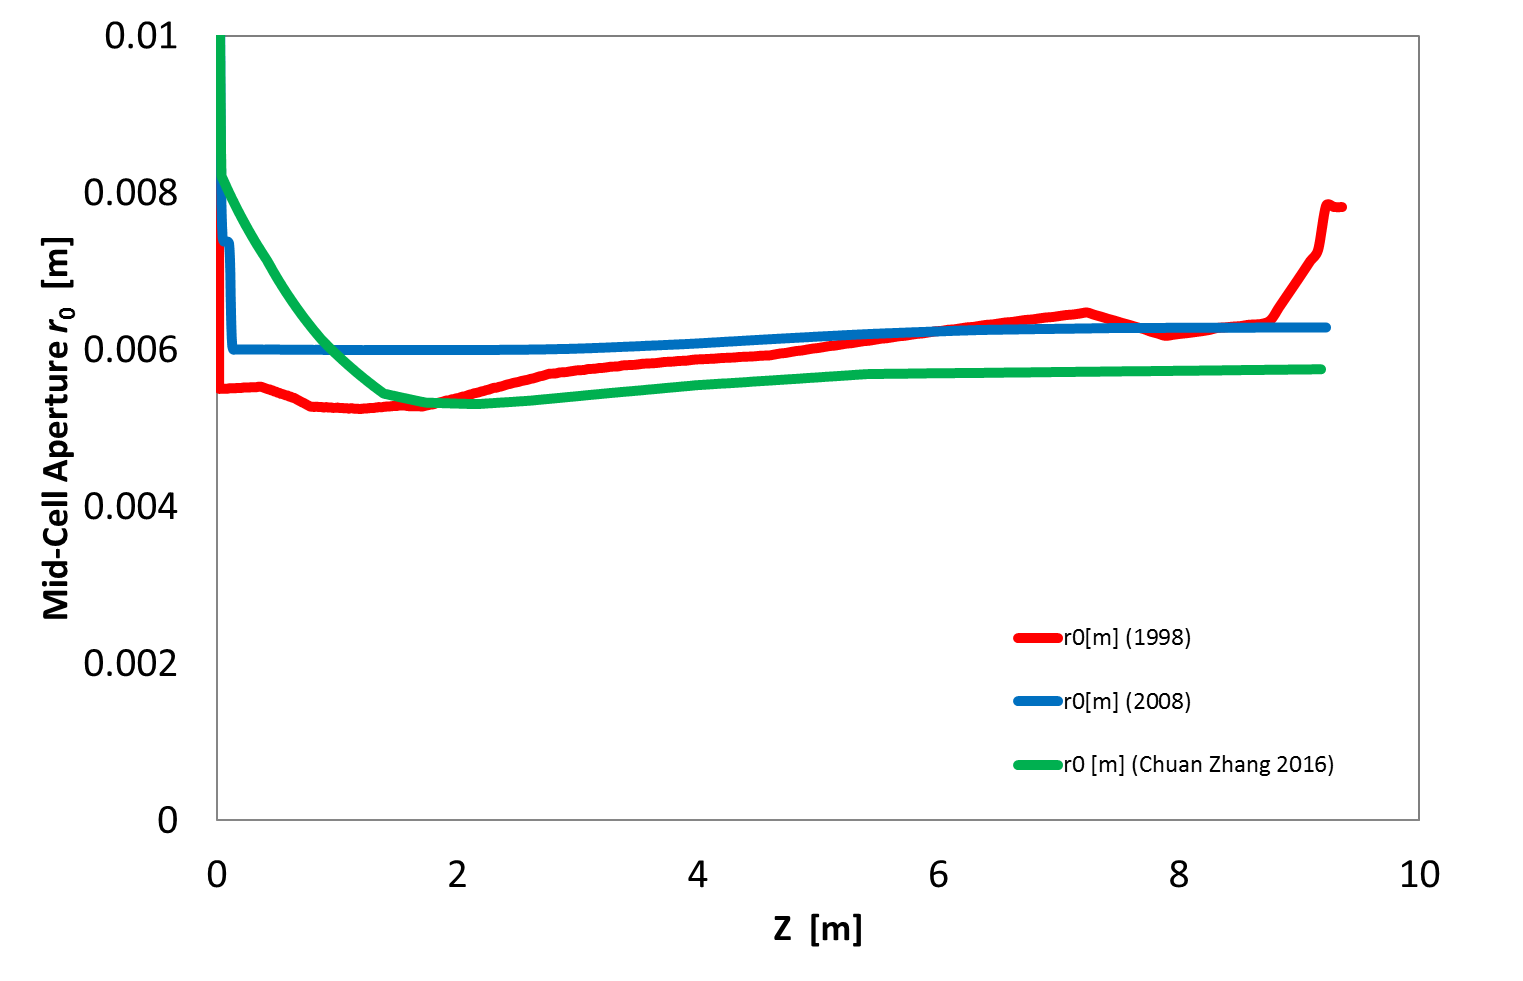 0.01
0.008
0.006
0.004
0.002
0
Mid-Cell Aperture r0 [m]
r0[m] (1998)
r0[m] (2008)
r0 [m] (Chuan Zhang 2016)
0 2 4 6 8 10
Z [m]